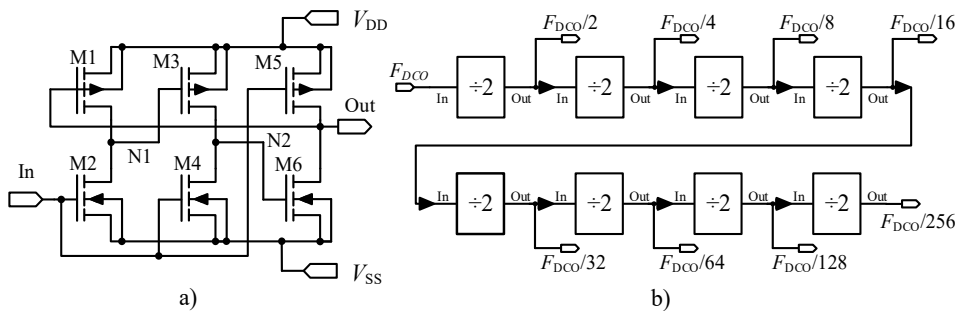 V_DD
M1
M3
M5
Out
N1
N2
In
M2
M4
M6
V_SS
a)
F_DCO/2
F_DCO/4
F_DCO/8
F_DCO/16
F_DCO
In ÷2 Out In ÷2 Out In ÷2 Out In ÷2 Out
In ÷2 Out In ÷2 Out In ÷2 Out In ÷2 Out
F_DCO/256
F_DCO/32
F_DCO/64
F_DCO/128
b)